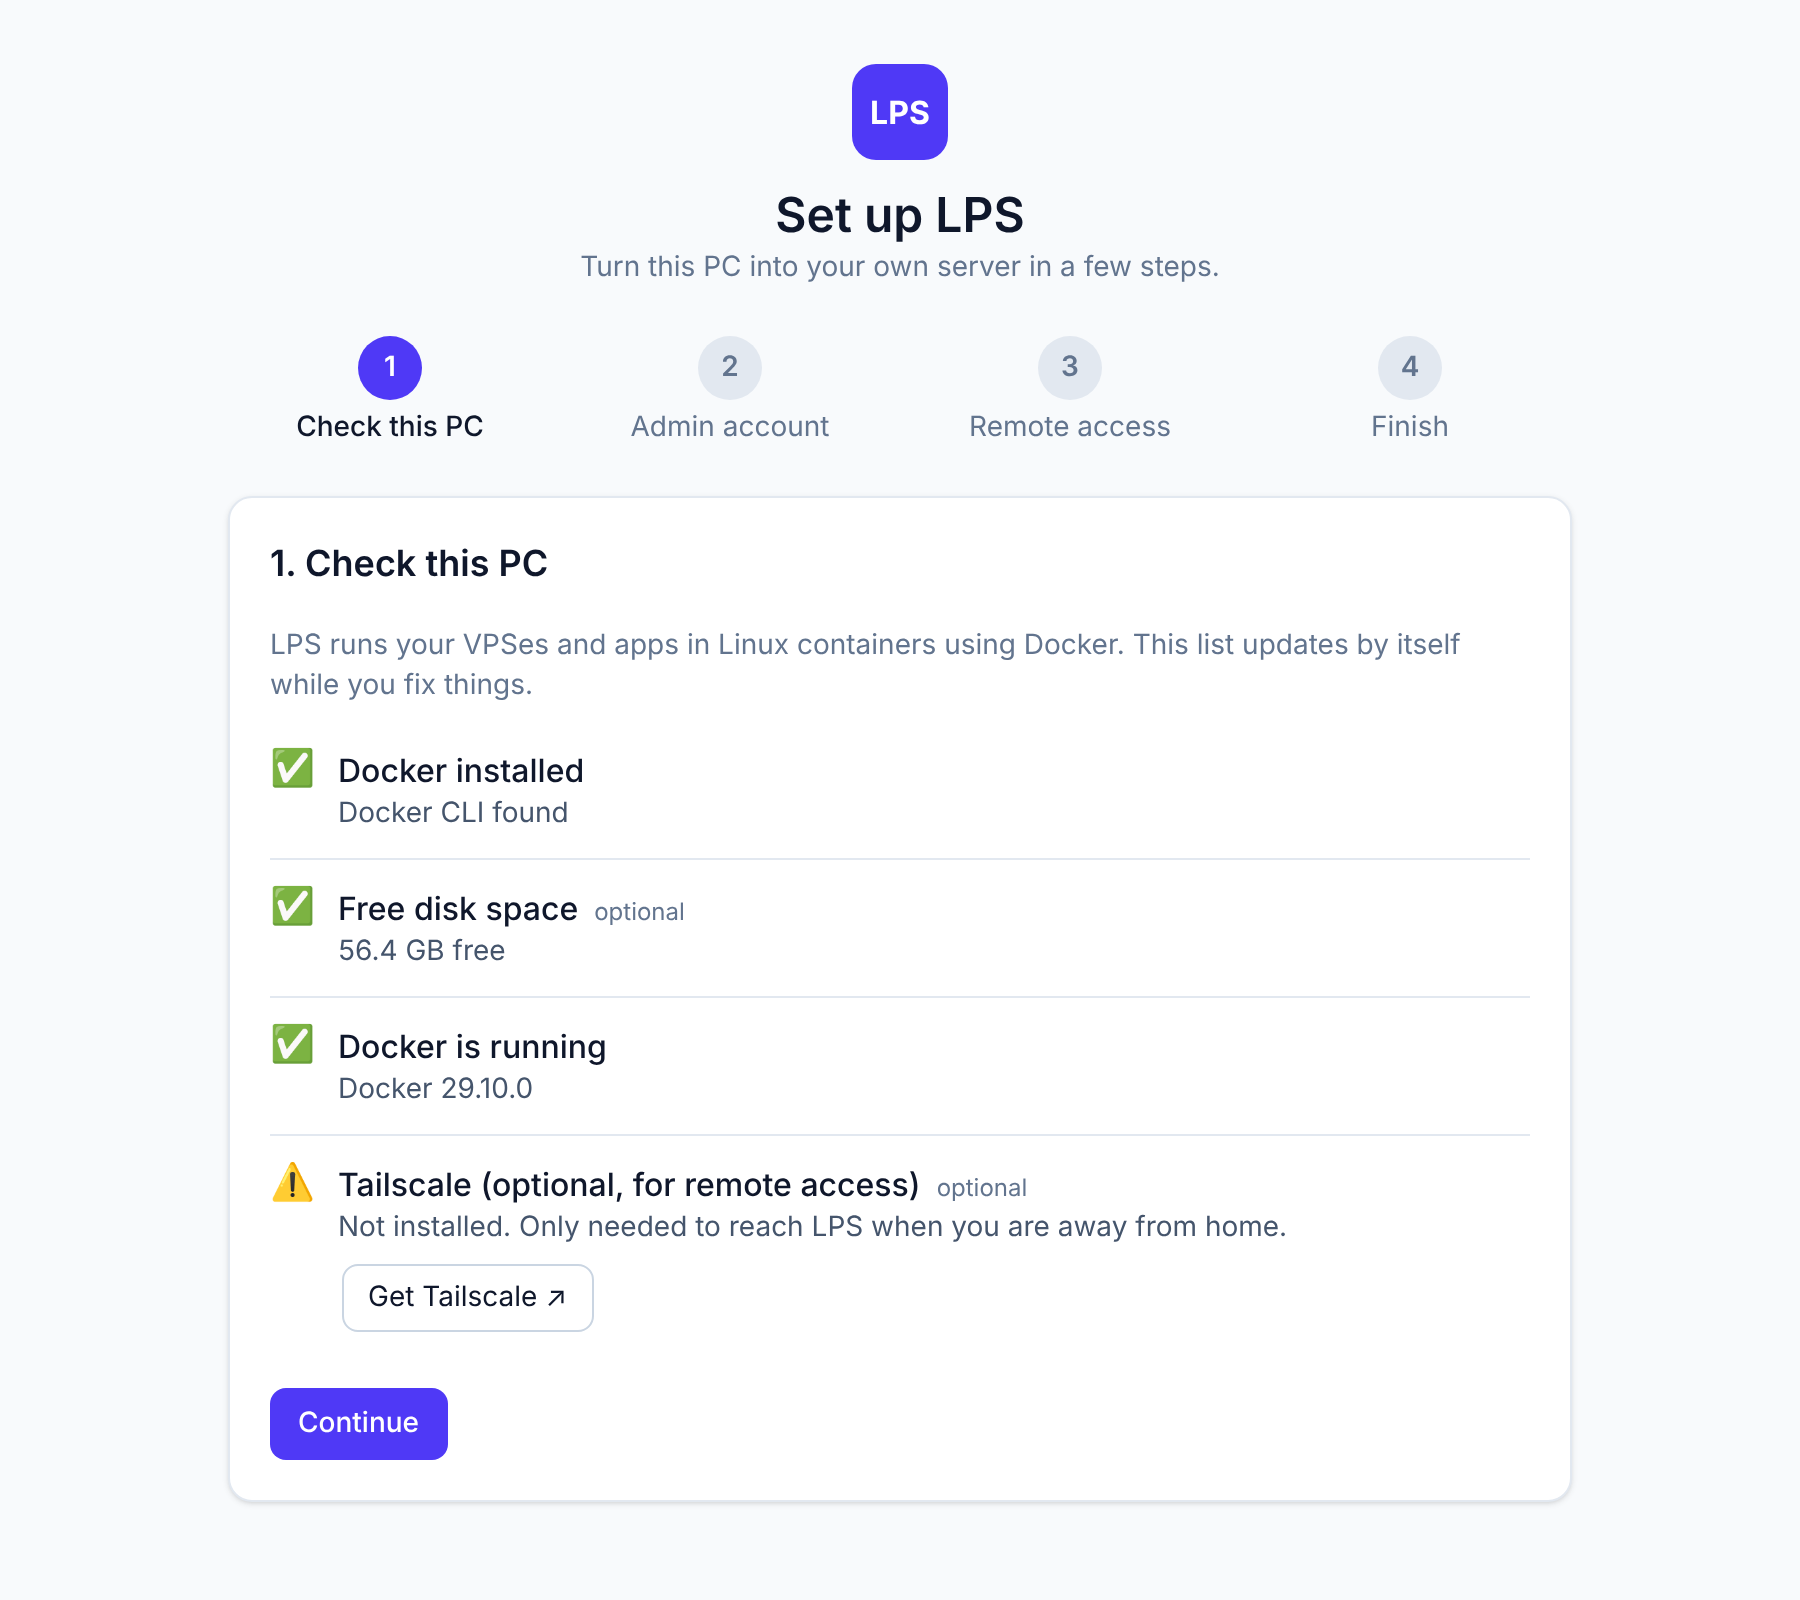 LPS
Set up LPS
Turn this PC into your own server in a few steps.
1
2
3
4
Check this PC
Admin account
Remote access
Finish
1. Check this PC
LPS runs your VPSes and apps in Linux containers using Docker. This list updates by itself
while you fix things.
Docker installed
Docker CLI found
Free disk space optional
56.4 GB free
Docker is running
Docker 29.10.0
Tailscale (optional, for remote access) optional
Not installed. Only needed to reach LPS when you are away from home.
Get Tailscale ↗
Continue